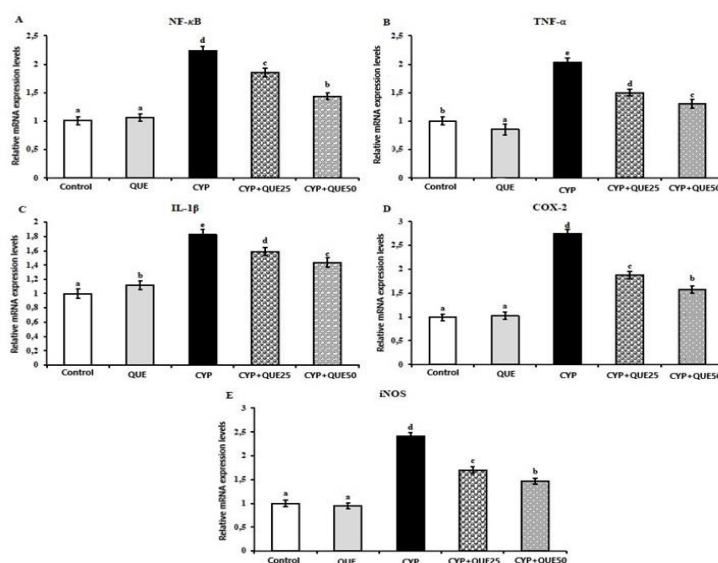 A NF-κB
Relative mRNA expression levels
2,5
2
1,5
1
0,5
0
a
a
d
c
b
Control QUE CYP CYP+QUE25 CYP+QUE50
B TNF-α
Relative mRNA expression levels
2,5
2
1,5
1
0,5
0
b
a
e
d
c
Control QUE CYP CYP+QUE25 CYP+QUE50
C IL-1β
Relative mRNA expression levels
2
1,8
1,6
1,4
1,2
1
0,8
0,6
0,4
0,2
0
a
b
e
d
c
Control QUE CYP CYP+QUE25 CYP+QUE50
D COX-2
Relative mRNA expression levels
3
2,5
2
1,5
1
0,5
0
a
a
d
c
b
Control QUE CYP CYP+QUE25 CYP+QUE50
E iNOS
Relative mRNA expression levels
3
2,5
2
1,5
1
0,5
0
a
a
d
c
b
Control QUE CYP CYP+QUE25 CYP+QUE50